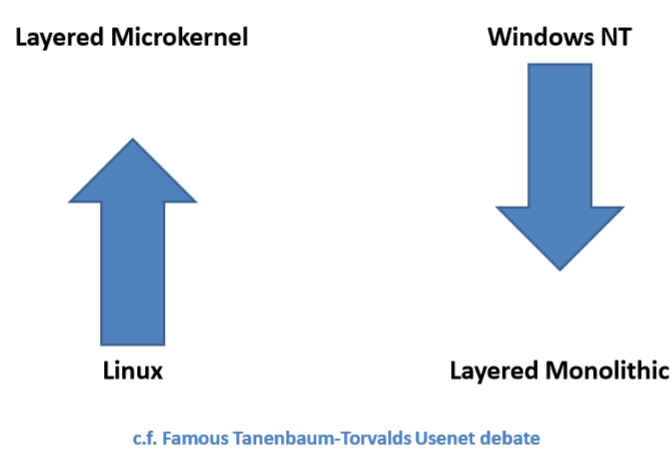 Layered Microkernel
Windows NT
Linux
Layered Monolithic
c.f. Famous Tanenbaum-Torvalds Usenet debate